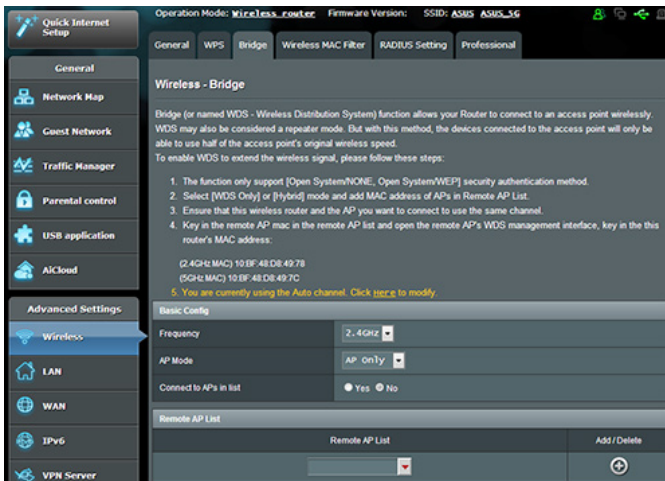 Quick Internet Setup
Operation Mode: Wireless router Firmware Version: SSID: ASUS ASUS_5G
General WPS Bridge Wireless MAC Filter RADIUS Setting Professional
General
Network Map
Guest Network
Traffic Manager
Parental control
USB application
AiCloud
Advanced Settings
Wireless
LAN
WAN
IPv6
VPN Server
Wireless - Bridge
Bridge (or named WDS - Wireless Distribution System) function allows your Router to connect to an access point wirelessly.
WDS may also be considered a repeater mode. But with this method, the devices connected to the access point will only be
able to use half of the access point's original wireless speed.
To enable WDS to extend the wireless signal, please follow these steps:
1. The function only support [Open System/NONE, Open System/WEP] security authentication method.
2. Select [WDS Only] or [Hybrid] mode and add MAC address of APs in Remote AP List.
3. Ensure that this wireless router and the AP you want to connect to use the same channel.
4. Key in the remote AP mac in the remote AP list and open the remote AP's WDS management interface, key in the this
router's MAC address:
(2.4GHz MAC) 10:BF:48:D8:49:78
(5GHz MAC) 10:BF:48:D8:49:7C
5. You are currently using the Auto channel. Click Here to modify.
Basic Config
Frequency 2.4GHz
AP Mode AP Only
Connect to APs in list Yes No
Remote AP List
Remote AP List Add / Delete